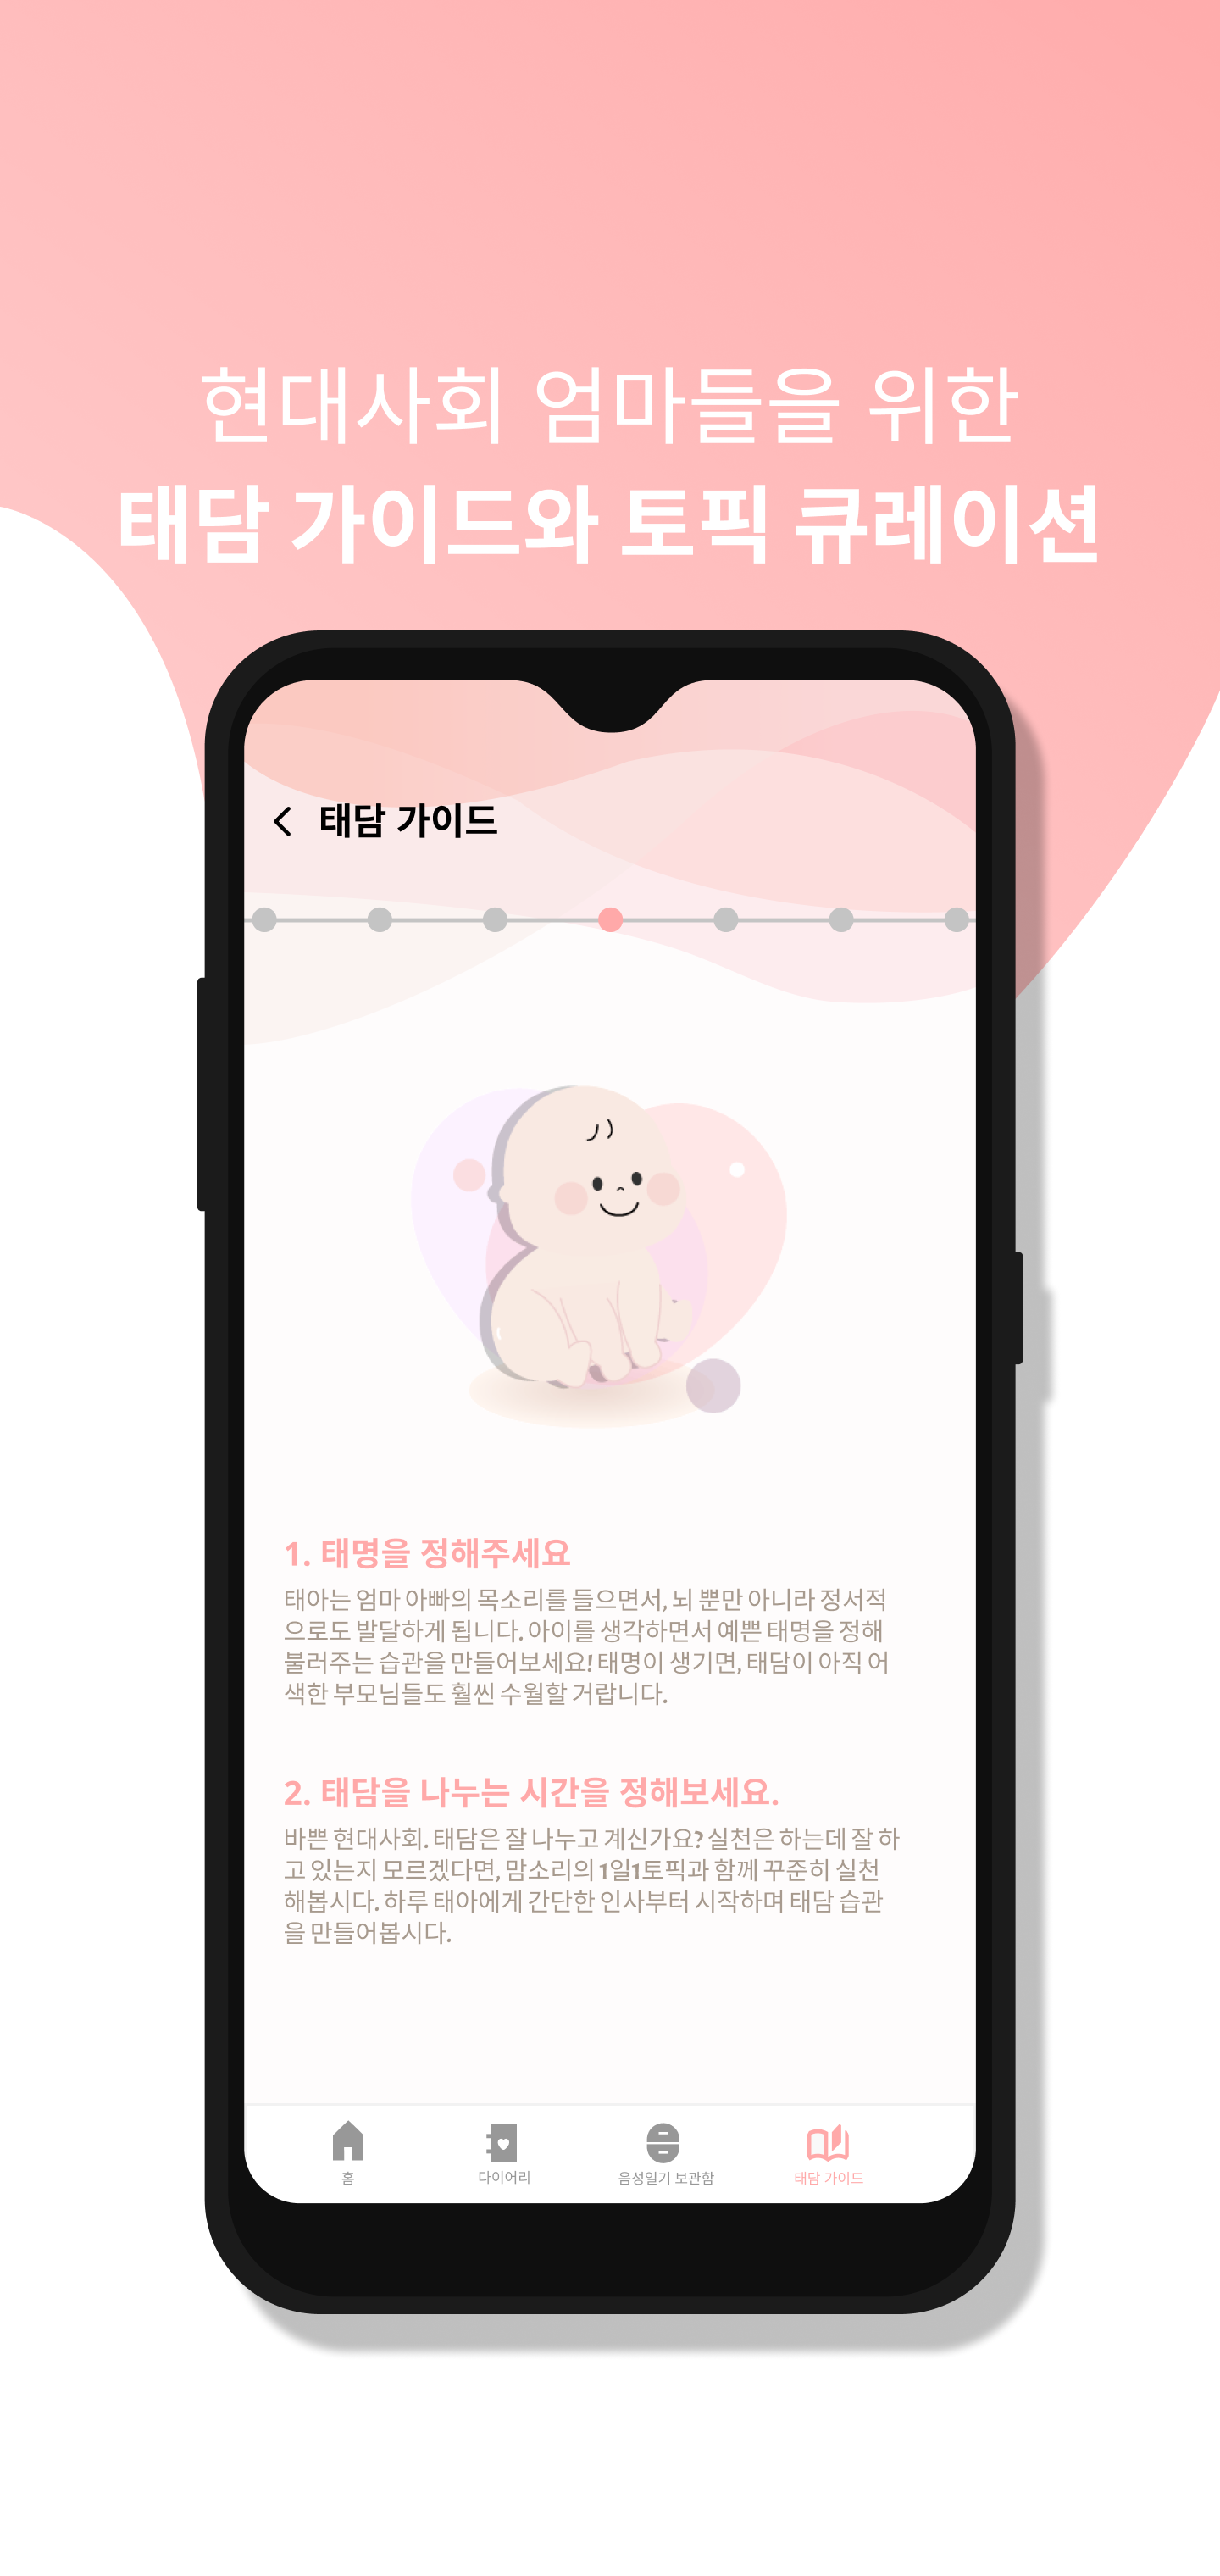 현대사회 엄마들을 위한
태담 가이드와 토픽 큐레이션
태담 가이드
1. 태명을 정해주세요
태아는 엄마 아빠의 목소리를 들으면서, 뇌 뿐만 아니라 정서적
으로도 발달하게 됩니다. 아이를 생각하면서 예쁜 태명을 정해
불러주는 습관을 만들어보세요! 태명이 생기면, 태담이 아직 어
색한 부모님들도 훨씬 수월할 거랍니다.
2. 태담을 나누는 시간을 정해보세요.
바쁜 현대사회. 태담은 잘 나누고 계신가요? 실천은 하는데 잘 하
고 있는지 모르겠다면, 맘소리의 1일1토픽과 함께 꾸준히 실천
해봅시다. 하루 태아에게 간단한 인사부터 시작하며 태담 습관
을 만들어봅시다.
홈
다이어리
음성일기 보관함
태담 가이드